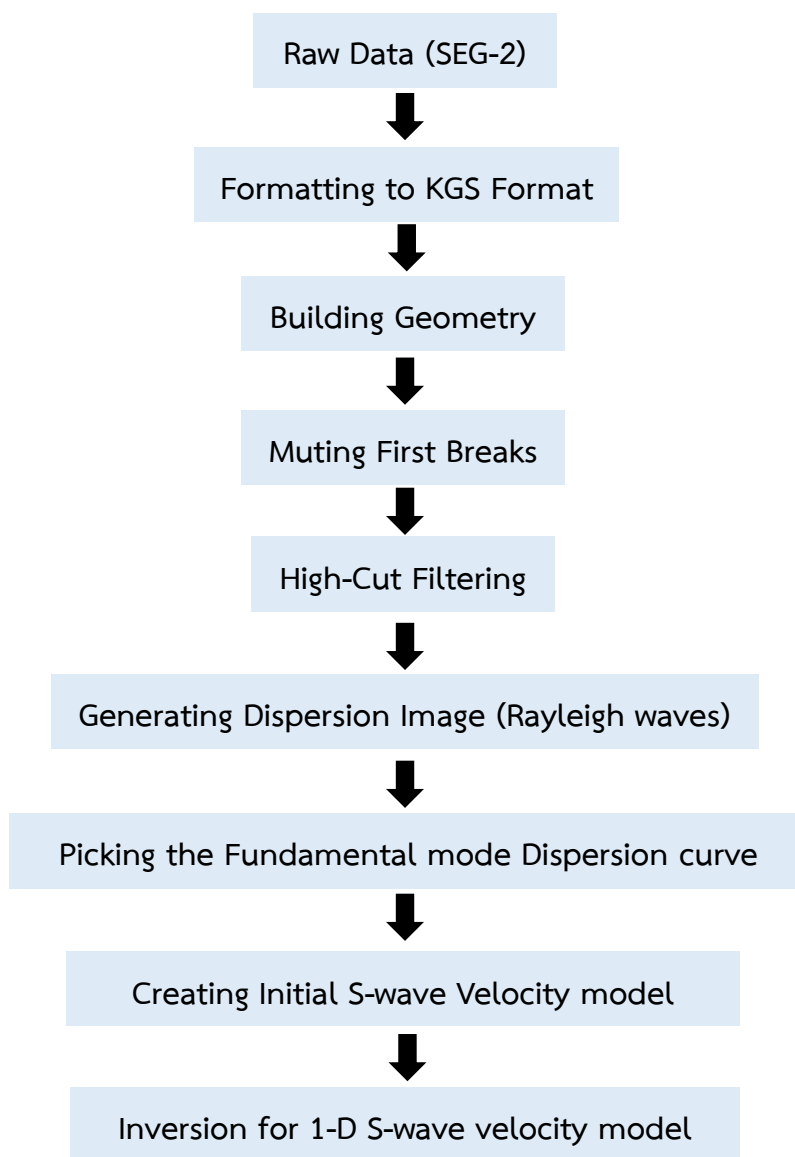 Raw Data (SEG-2)
Formatting to KGS Format
Building Geometry
Muting First Breaks
High-Cut Filtering
Generating Dispersion Image (Rayleigh waves)
Picking the Fundamental mode Dispersion curve
Creating Initial S-wave Velocity model
Inversion for 1-D S-wave velocity model